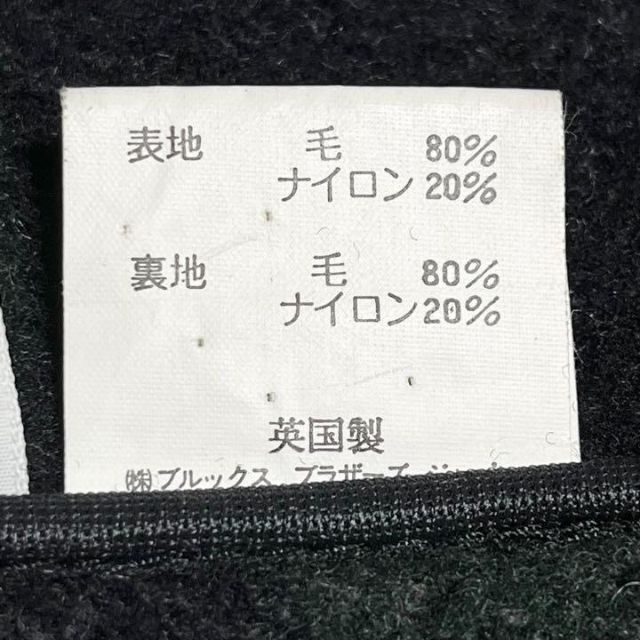 表地 毛 80%
ナイロン 20%
裏地 毛 80%
ナイロン 20%
英国製
㈱ブルックス ブラザーズ